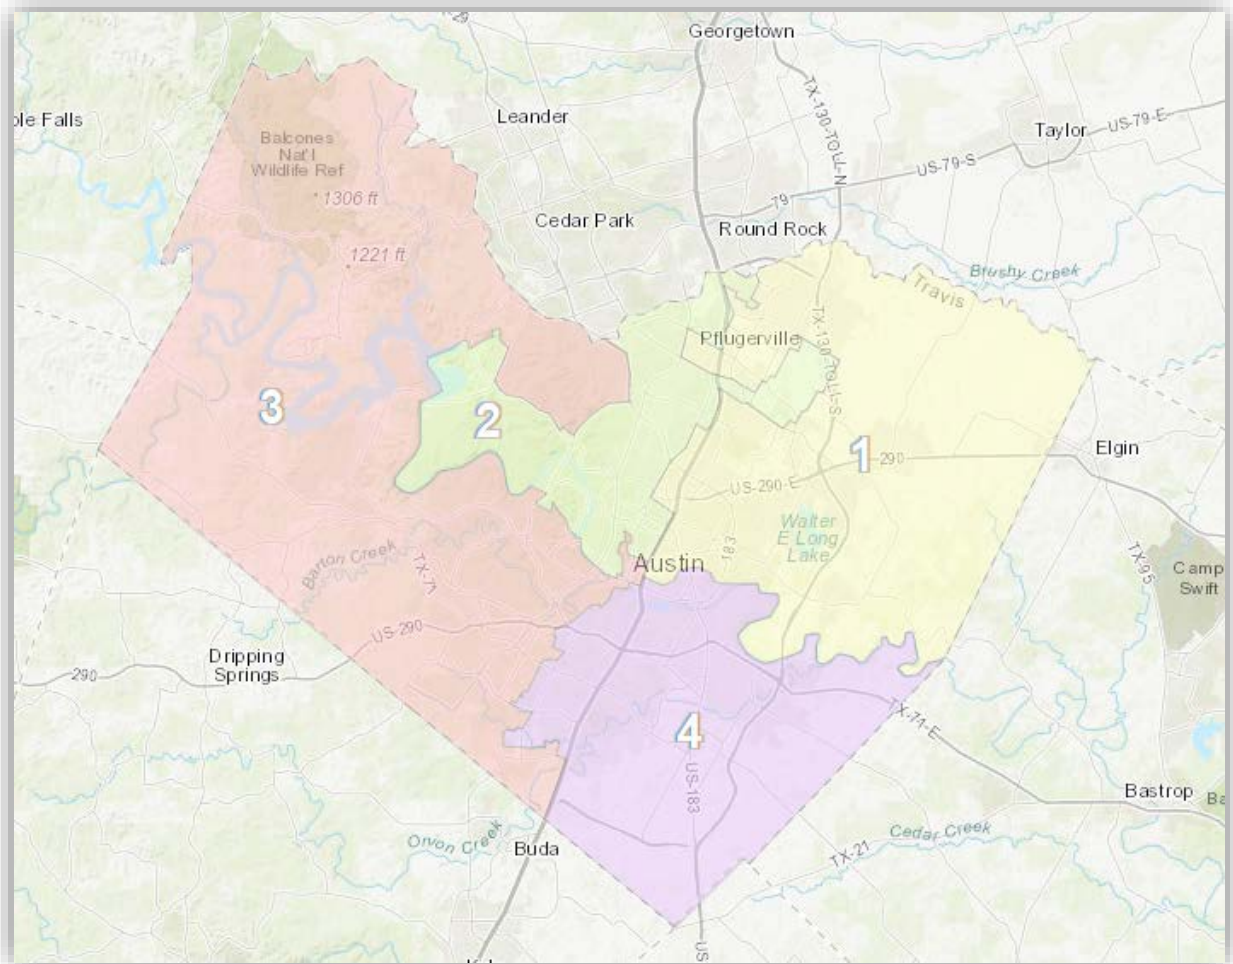 Georgetown
TX-130-TOLL-N
ple Falls
Leander
Taylor
US-79-E
Balcones
Nat'l
Wildlife Ref
US-79-S
1306 ft
79
Cedar Park
Round Rock
1221 ft
Brushy Creek
Travis
Pflugerville
TX-130-TOLL-S
3
2
1
290
Elgin
US-290-E
Walter
E Long
Lake
183
Barton Creek
TX-71
Austin
TX-95
Camp
Swift
US-290
Dripping
Springs
290
4
TX-71-E
US-183
Bastrop
Cedar Creek
TX-21
Buda
US